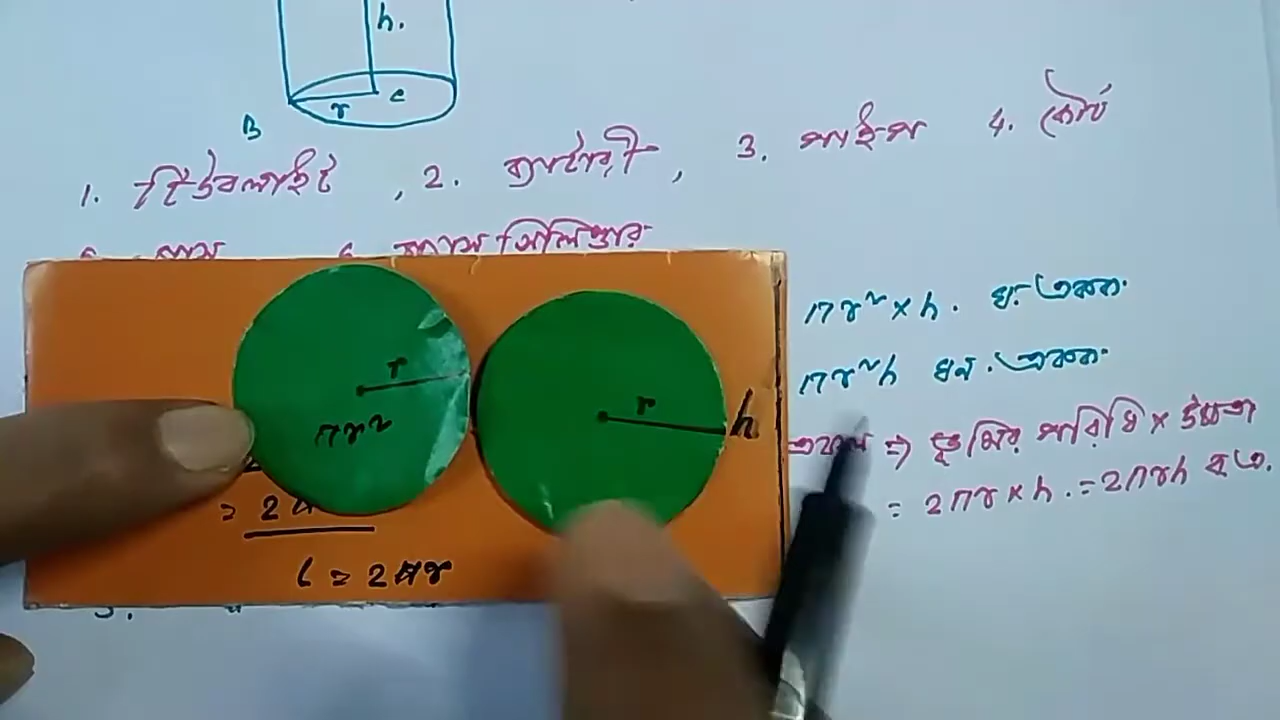 h.
r c
B
1. টিউবলাইট , 2. ব্যাটারী , 3. পাইপ 4. কৌটো
গ্যাস সিলিণ্ডার
πr² × h. ঘ. একক
πr²h ঘন. একক
⇒ ভূমির পরিধি × উচ্চতা
= 2πr × h. = 2πrh ব.এ.
r
πr²
r h
= 2π
l = 2πr